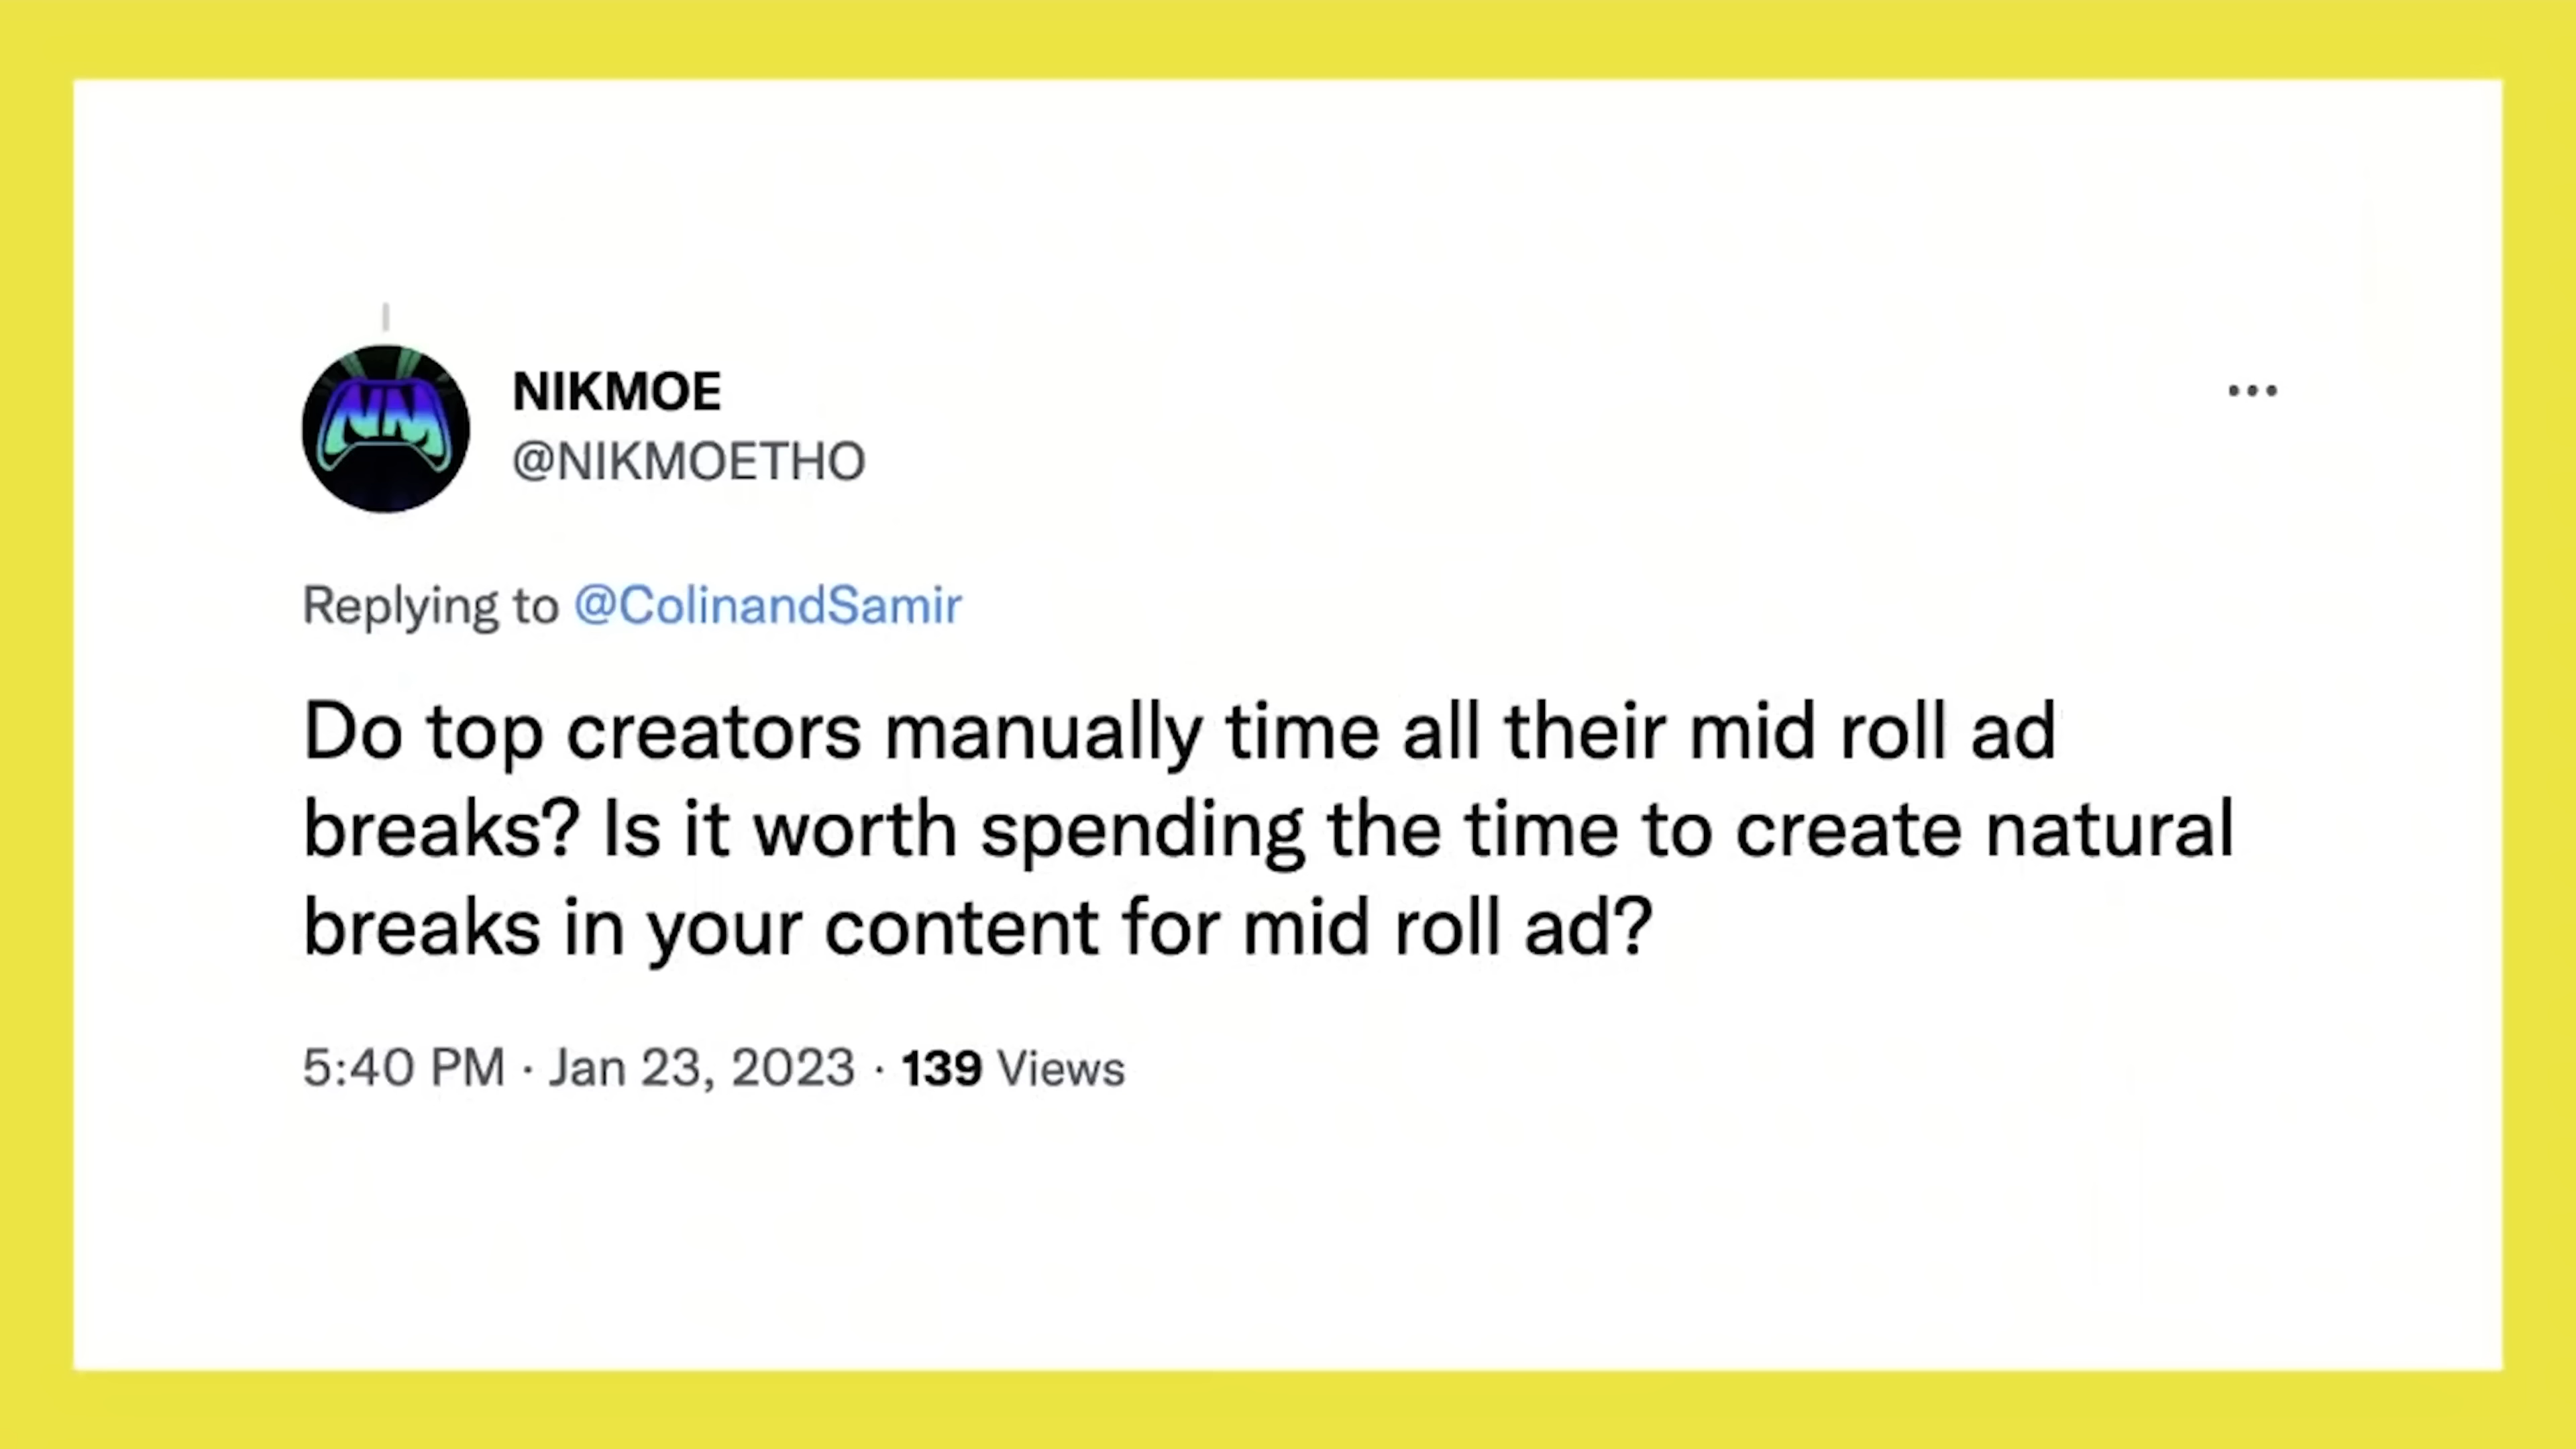 NIKMOE
@NIKMOETHO
NM
Replying to @ColinandSamir
Do top creators manually time all their mid roll ad
breaks? Is it worth spending the time to create natural
breaks in your content for mid roll ad?
5:40 PM · Jan 23, 2023 · 139 Views